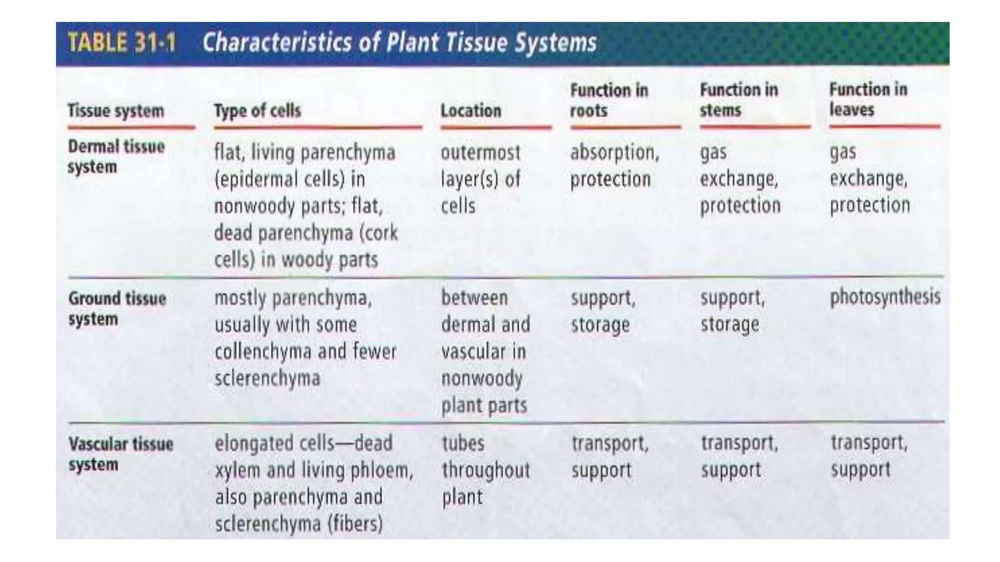 TABLE 31-1 Characteristics of Plant Tissue Systems
Tissue system
Type of cells
Location
Function in
roots
Function in
stems
Function in
leaves
Dermal tissue
system
flat, living parenchyma
(epidermal cells) in
nonwoody parts; flat,
dead parenchyma (cork
cells) in woody parts
outermost
layer(s) of
cells
absorption,
protection
gas
exchange,
protection
gas
exchange,
protection
Ground tissue
system
mostly parenchyma,
usually with some
collenchyma and fewer
sclerenchyma
between
dermal and
vascular in
nonwoody
plant parts
support,
storage
support,
storage
photosynthesis
Vascular tissue
system
elongated cells—dead
xylem and living phloem,
also parenchyma and
sclerenchyma (fibers)
tubes
throughout
plant
transport,
support
transport,
support
transport,
support